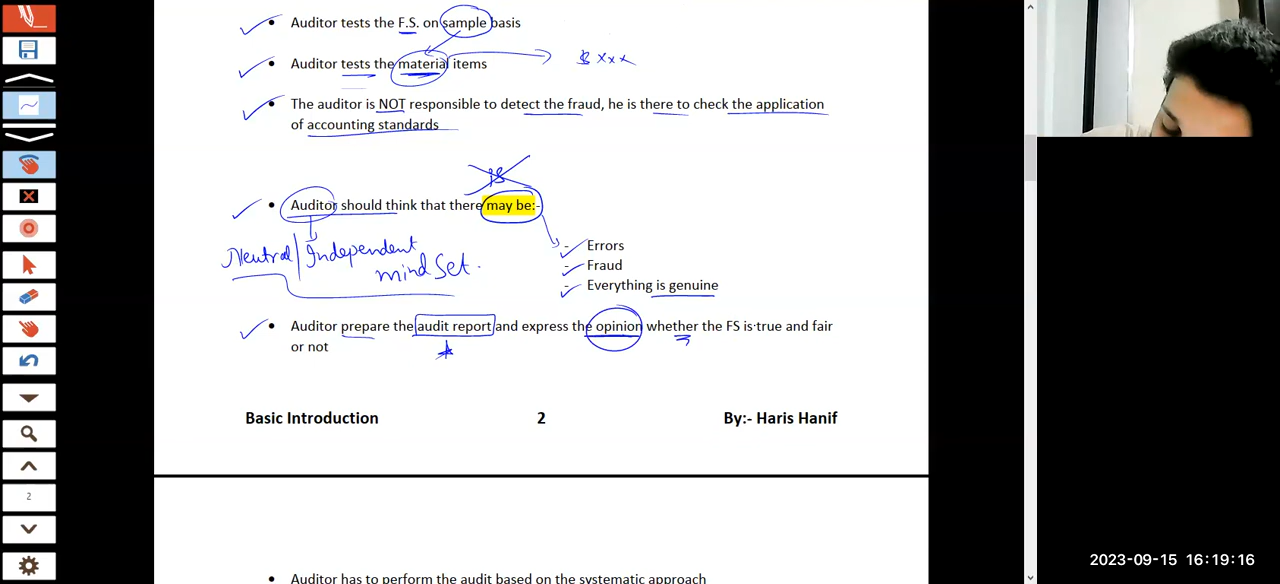 Auditor tests the F.S. on sample basis
Auditor tests the material items
$ xxx
The auditor is NOT responsible to detect the fraud, he is there to check the application
of accounting standards
is
Auditor should think that there may be:-
Neutral | Independent
mind Set.
- Errors
- Fraud
- Everything is genuine
Auditor prepare the audit report and express the opinion whether the FS is true and fair
or not
Basic Introduction 2 By:- Haris Hanif
2
Auditor has to perform the audit based on the systematic approach
2023-09-15 16:19:16